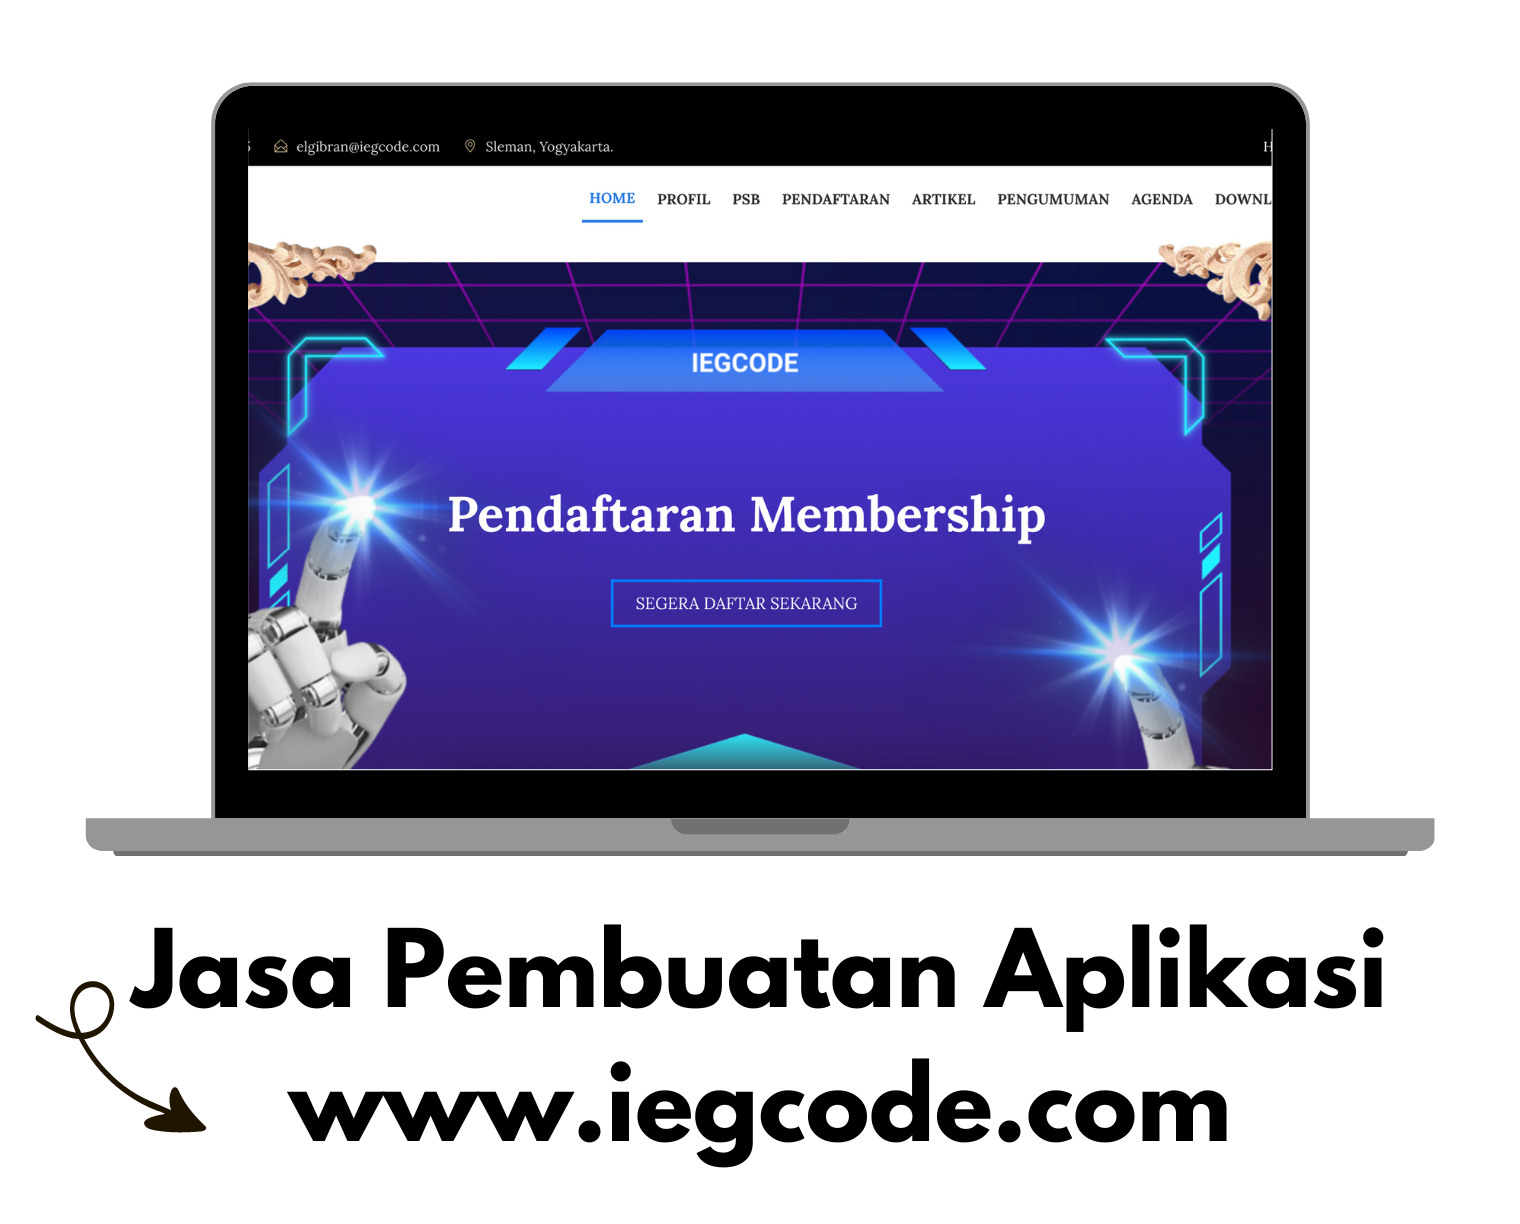 elgibran@iegcode.com Sleman, Yogyakarta.
HOME PROFIL PSB PENDAFTARAN ARTIKEL PENGUMUMAN AGENDA DOWNL
IEGCODE
Pendaftaran Membership
SEGERA DAFTAR SEKARANG
Jasa Pembuatan Aplikasi
www.iegcode.com